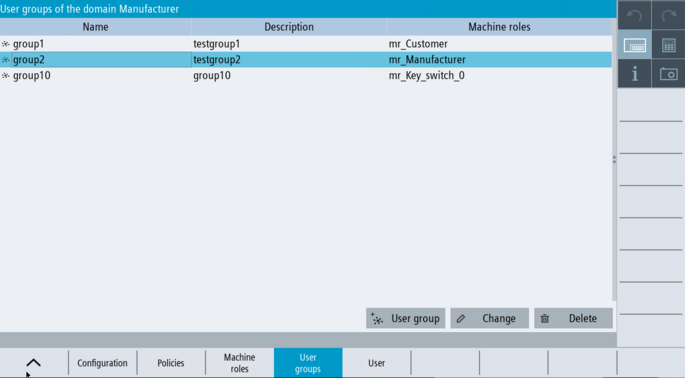 User groups of the domain Manufacturer
Name Description Machine roles
group1 testgroup1 mr_Customer
group2 testgroup2 mr_Manufacturer
group10 group10 mr_Key_switch_0
User group Change Delete
Configuration Policies Machine roles User groups User